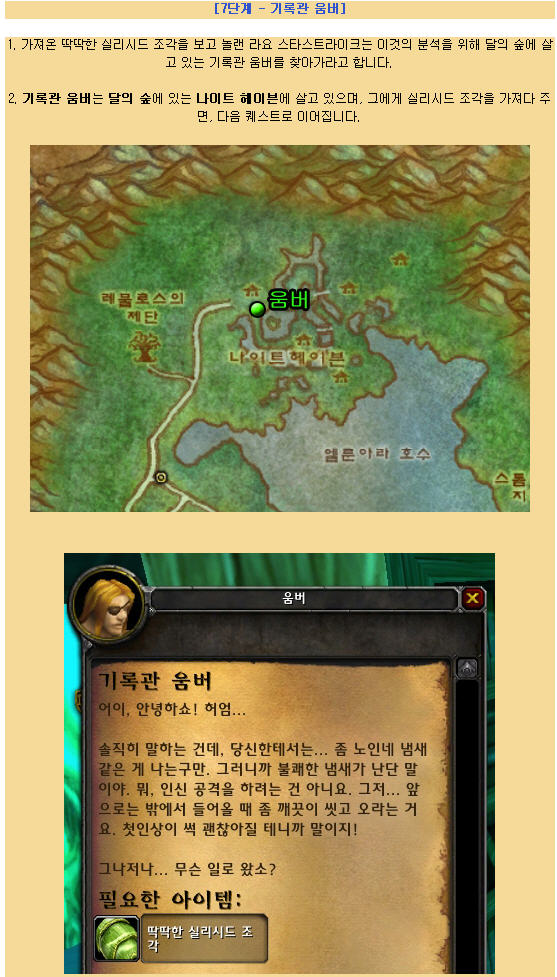 [7단계 - 기록관 움버]
1. 가져온 딱딱한 실리시드 조각을 보고 놀랜 라요 스타스트라이크는 이것의 분석을 위해 달의 숲에 살
고 있는 기록관 움버를 찾아가라고 합니다.
2. 기록관 움버는 달의 숲에 있는 나이트 헤이븐에 살고 있으며, 그에게 실리시드 조각을 가져다 주
면, 다음 퀘스트로 이어집니다.
움버
레물로스의
제단
나이트헤이븐
엘룬아라 호수
스톰
지
움버
기록관 움버
어이, 안녕하쇼! 허엄...
솔직히 말하는 건데, 당신한테서는... 좀 노인네 냄새
같은 게 나는구만. 그러니까 불쾌한 냄새가 난단 말
이야. 뭐, 인신 공격을 하려는 건 아니요. 그저... 앞
으로는 밖에서 들어올 때 좀 깨끗이 씻고 오라는 거
요. 첫인상이 썩 괜찮아질 테니까 말이지!
그나저나... 무슨 일로 왔소?
필요한 아이템:
딱딱한 실리시드 조
각